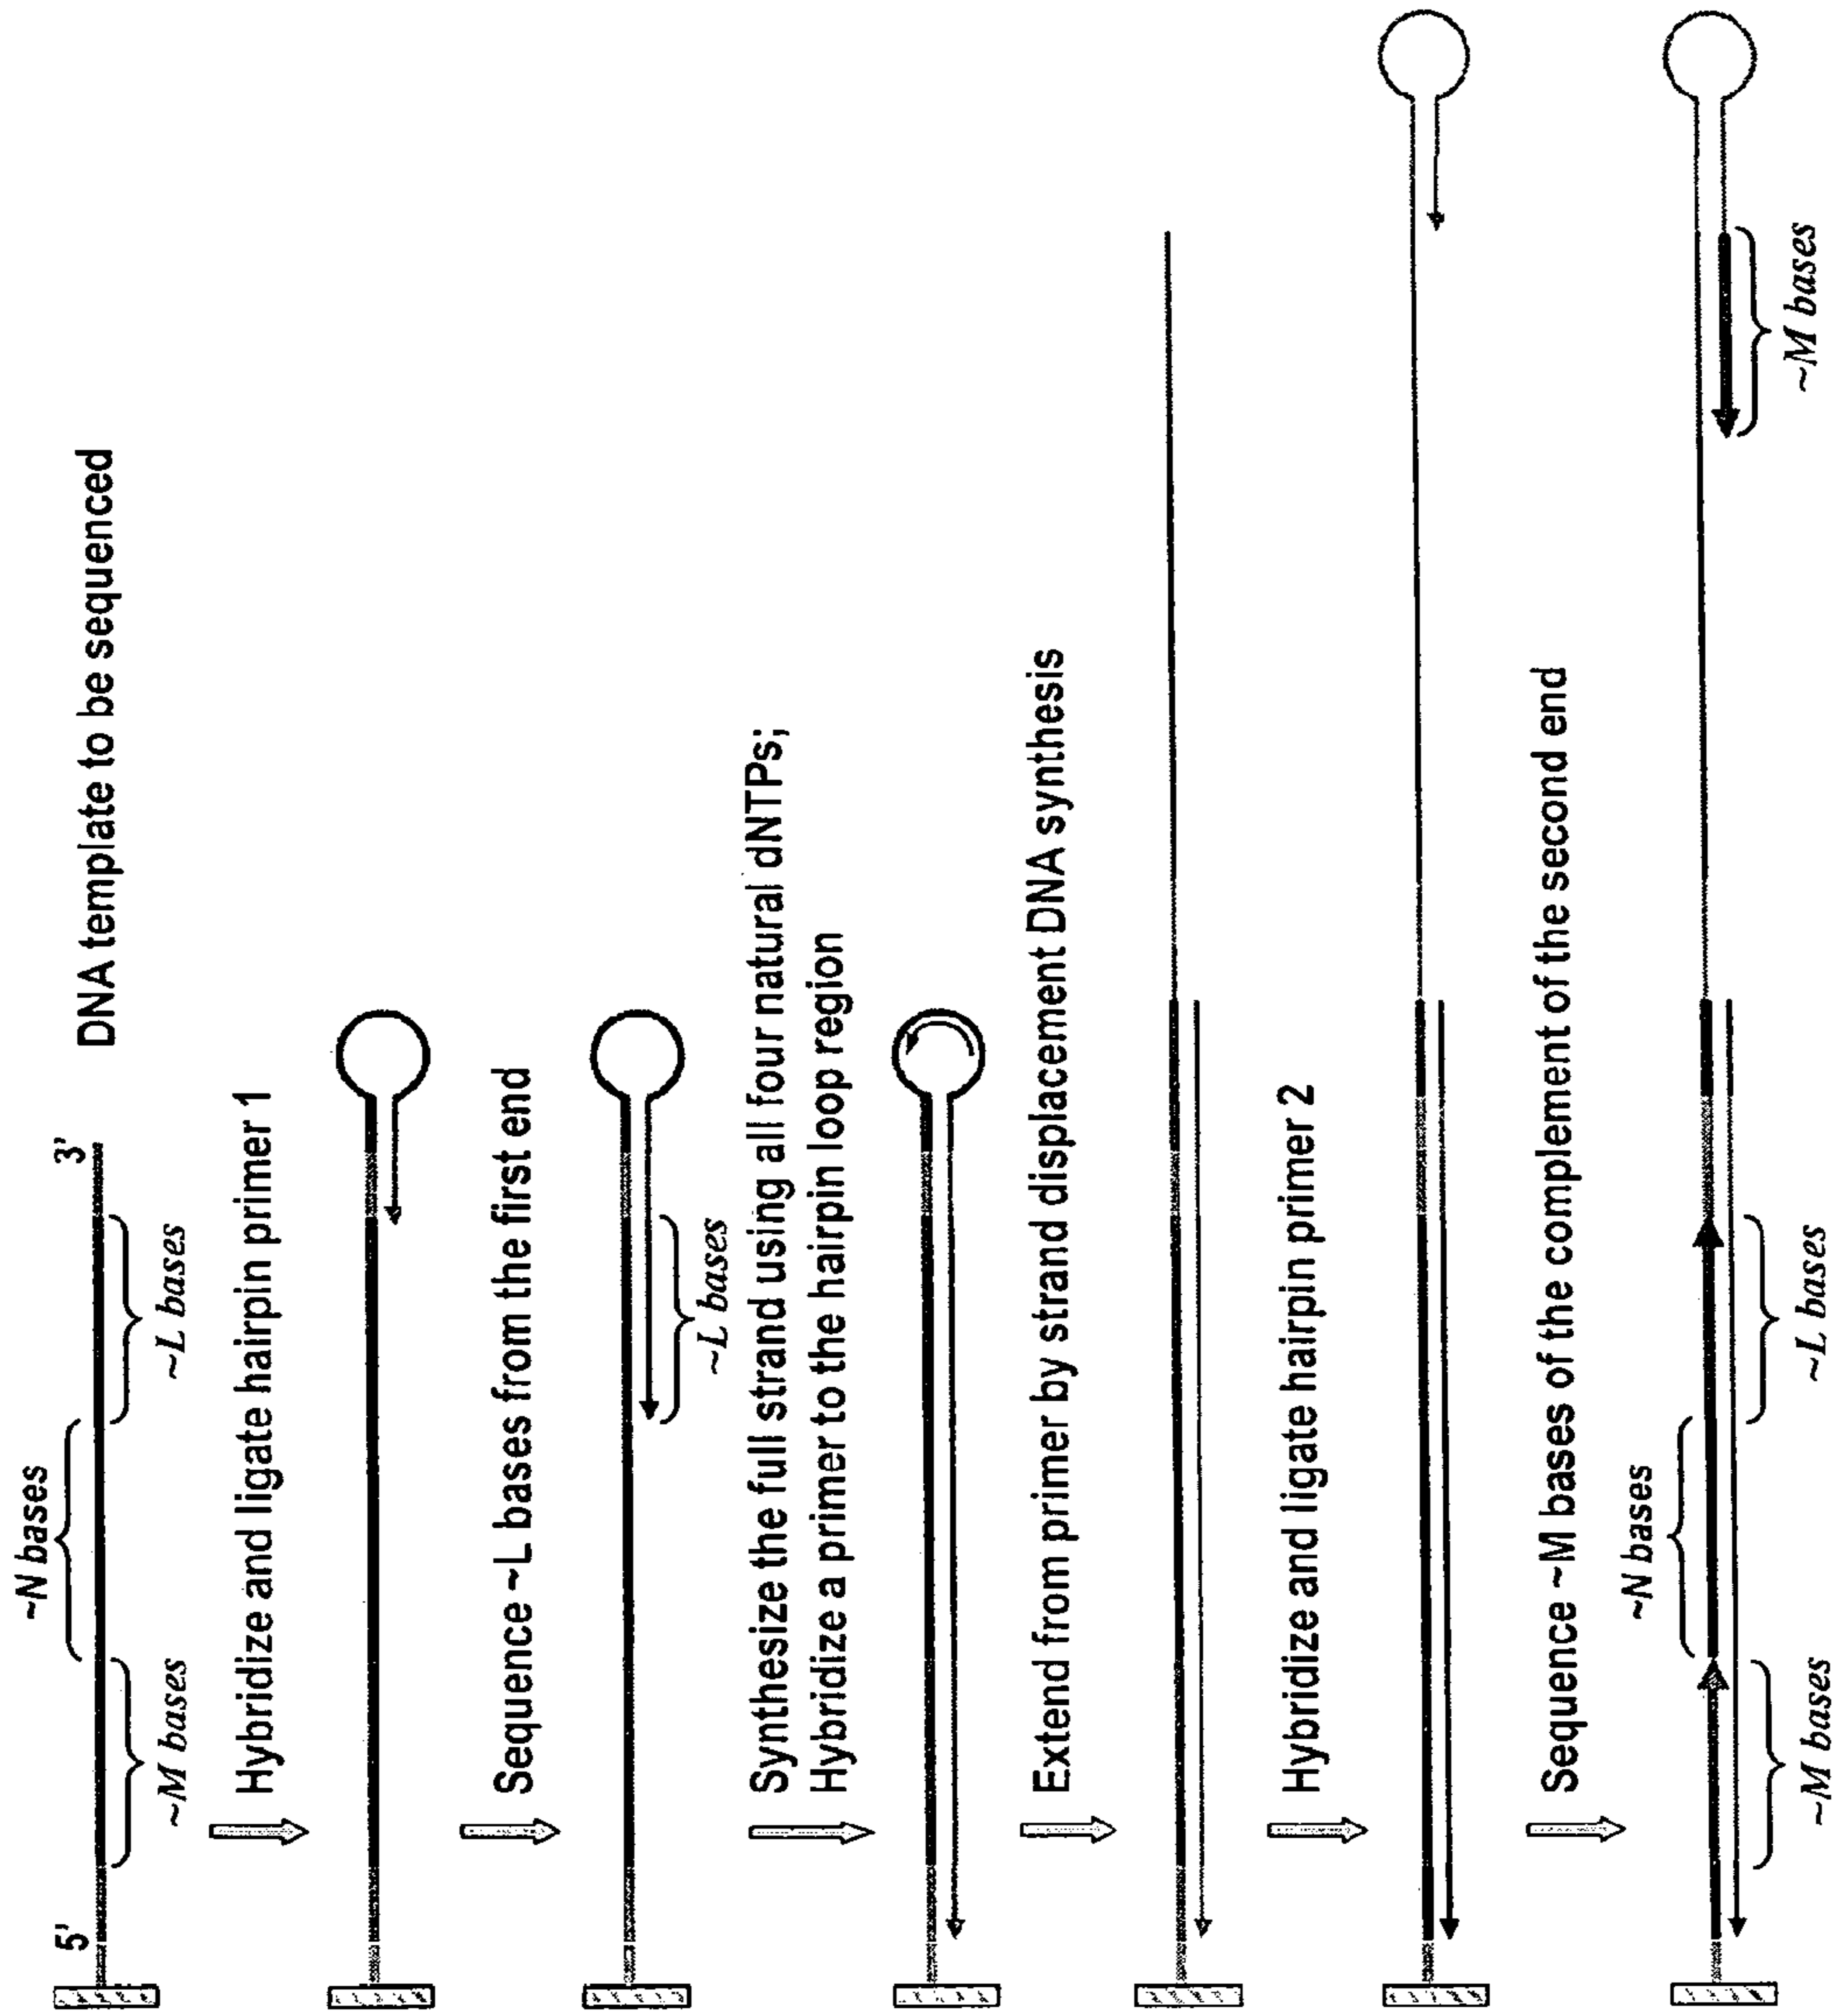 5'
3'
~N bases
DNA template to be sequenced
~M bases
~L bases
Hybridize and ligate hairpin primer 1
Sequence ~L bases from the first end
~L bases
Synthesize the full strand using all four natural dNTPs;
Hybridize a primer to the hairpin loop region
Extend from primer by strand displacement DNA synthesis
Hybridize and ligate hairpin primer 2
Sequence ~M bases of the complement of the second end
~N bases
~M bases
~L bases
~M bases